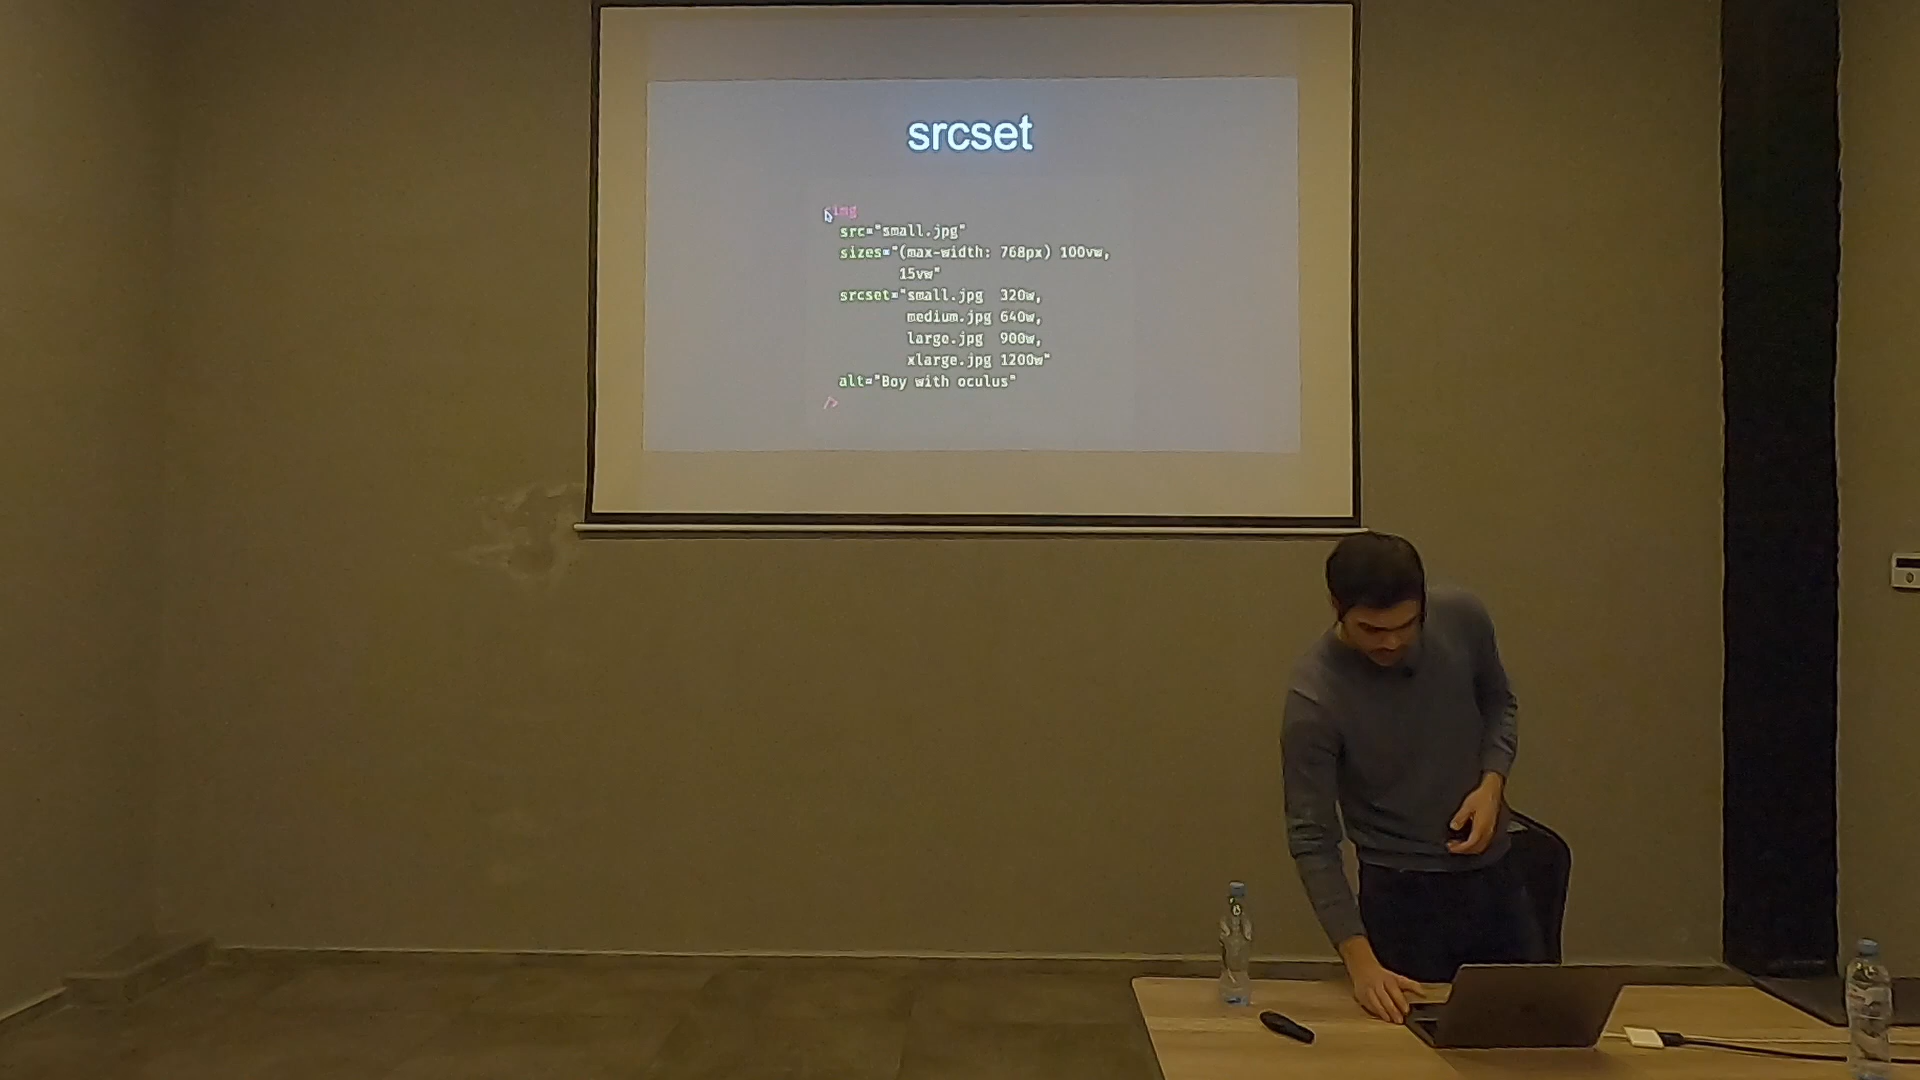 srcset
<img
src="small.jpg"
sizes="(max-width: 768px) 100vw,
15vw"
srcset="small.jpg 320w,
medium.jpg 640w,
large.jpg 900w,
xlarge.jpg 1200w"
alt="Boy with oculus"
/>